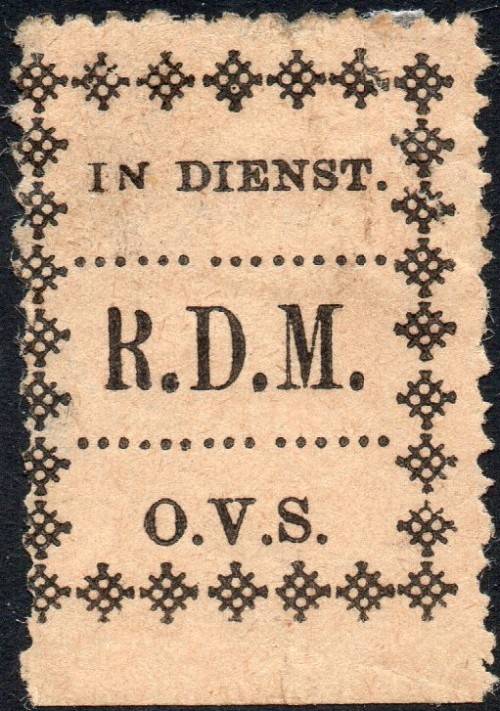 IN DIENST.
R.D.M.
O.V.S.